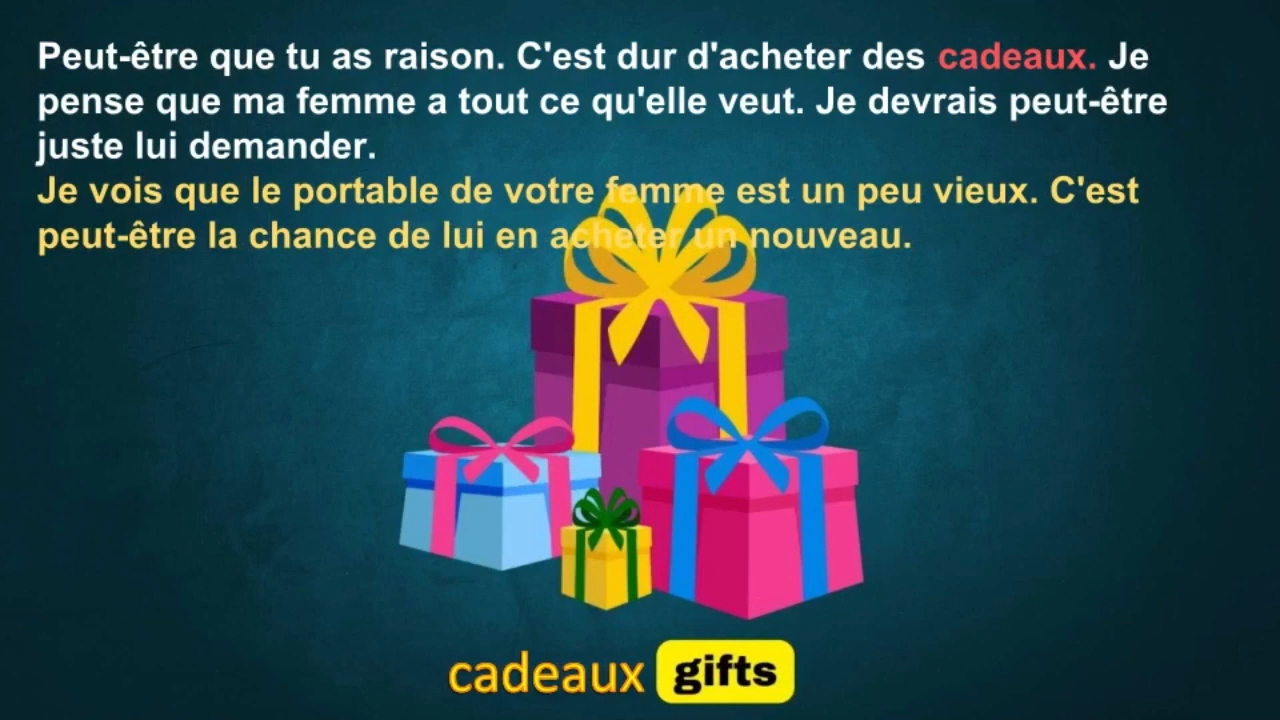 Peut-être que tu as raison. C'est dur d'acheter des cadeaux. Je
pense que ma femme a tout ce qu'elle veut. Je devrais peut-être
juste lui demander.
Je vois que le portable de votre femme est un peu vieux. C'est
peut-être la chance de lui en acheter un nouveau.
cadeaux gifts